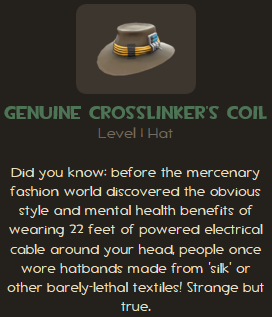 GENUINE CROSSLINKER'S COIL
Level 1 Hat
Did you know: before the mercenary
fashion world discovered the obvious
style and mental health benefits of
wearing 22 feet of powered electrical
cable around your head, people once
wore hatbands made from 'silk' or
other barely-lethal textiles! Strange but
true.